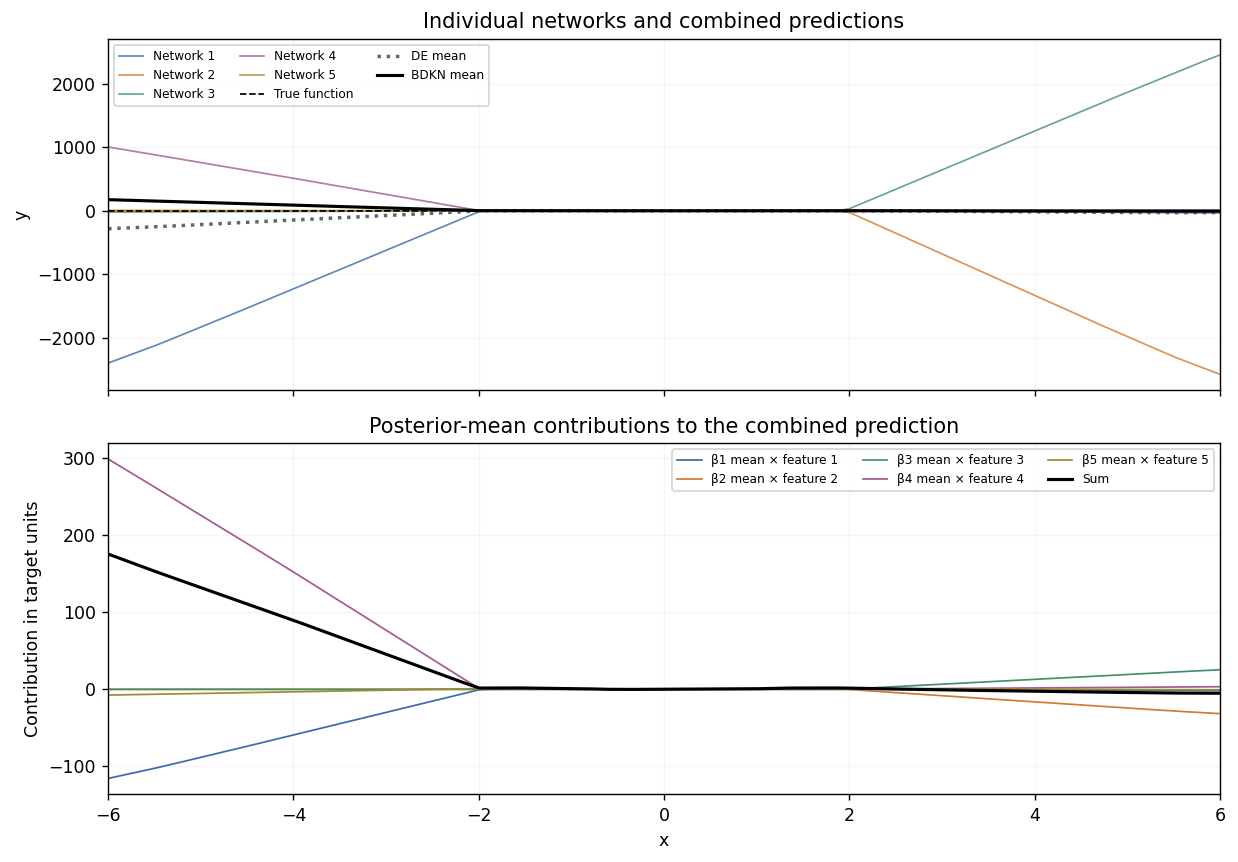 Individual networks and combined predictions
Network 1
Network 2
Network 3
Network 4
Network 5
True function
DE mean
BDKN mean
2000
1000
0
−1000
−2000
y
Posterior-mean contributions to the combined prediction
β1 mean × feature 1
β2 mean × feature 2
β3 mean × feature 3
β4 mean × feature 4
β5 mean × feature 5
Sum
300
200
100
0
−100
Contribution in target units
−6
−4
−2
0
2
4
6
x